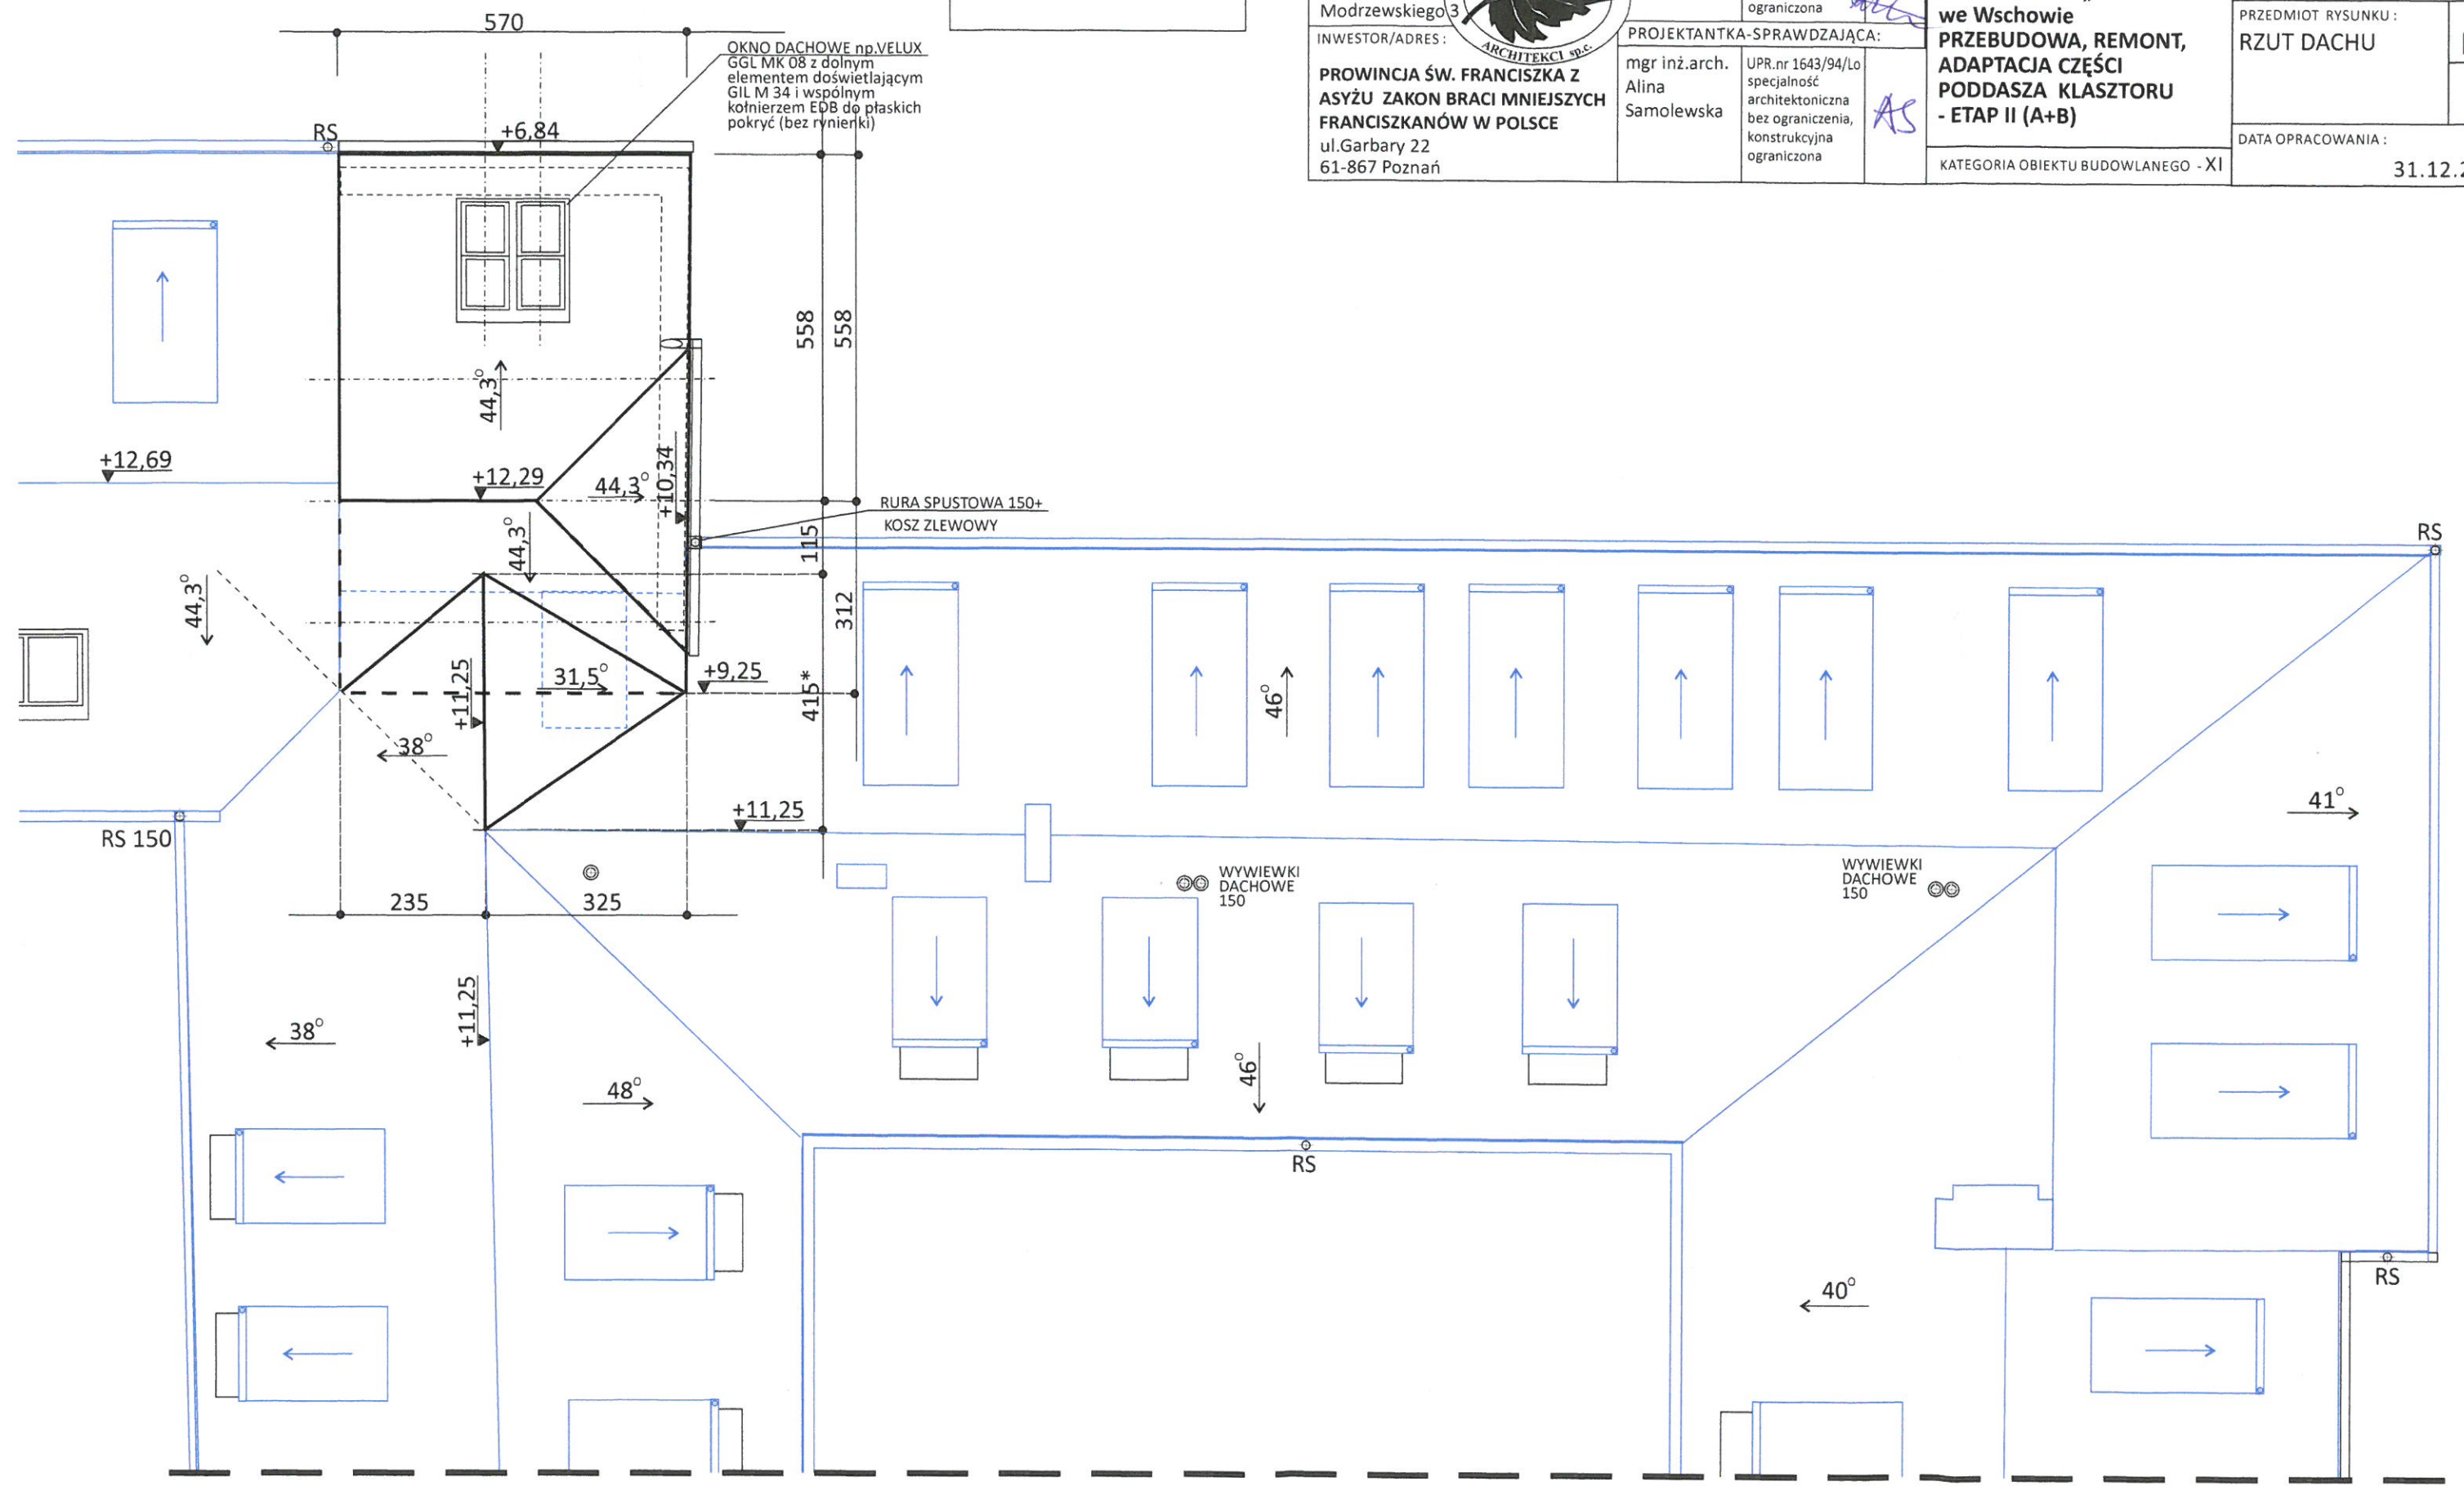 570
OKNO DACHOWE np.VELUX
GGL MK 08 z dolnym
elementem doświetlającym
GIL M 34 i wspólnym
kołnierzem EDB do płaskich
pokryć (bez rynienki)
Modrzewskiego 3
INWESTOR/ADRES :
PROWINCJA ŚW. FRANCISZKA Z
ASYŻU ZAKON BRACI MNIEJSZYCH
FRANCISZKANÓW W POLSCE
ul.Garbary 22
61-867 Poznań
ARCHITEKCI sp.c.
ograniczona
PROJEKTANTKA-SPRAWDZAJĄCA:
mgr inż.arch.
Alina
Samolewska
UPR.nr 1643/94/Lo
specjalność
architektoniczna
bez ograniczenia,
konstrukcyjna
ograniczona
AS
we Wschowie
PRZEBUDOWA, REMONT,
ADAPTACJA CZĘŚCI
PODDASZA KLASZTORU
- ETAP II (A+B)
KATEGORIA OBIEKTU BUDOWLANEGO - XI
PRZEDMIOT RYSUNKU :
RZUT DACHU
DATA OPRACOWANIA :
31.12.2
RS
+6,84
558
558
44,3°
+12,69
+12,29
44,3°
+10,34
RURA SPUSTOWA 150+
KOSZ ZLEWOWY
44,3°
115
RS
44,3°
312
31,5°
+9,25
+11,25
415*
46°
38°
+11,25
41°
RS 150
WYWIEWKI
DACHOWE
150
WYWIEWKI
DACHOWE
150
235
325
+11,25
38°
48°
46°
RS
40°
RS